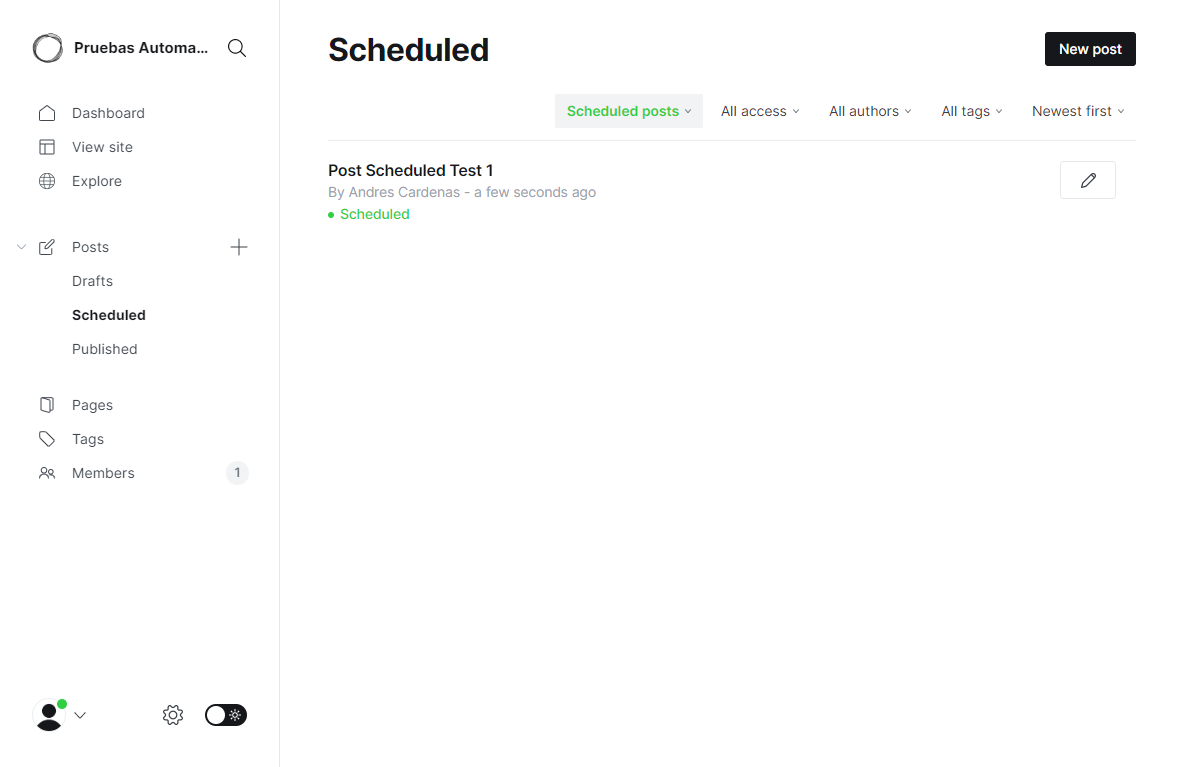 Pruebas Automa...
Dashboard
View site
Explore
Posts
Drafts
Scheduled
Published
Pages
Tags
Members 1
Scheduled
New post
Scheduled posts All access All authors All tags Newest first
Post Scheduled Test 1
By Andres Cardenas - a few seconds ago
Scheduled